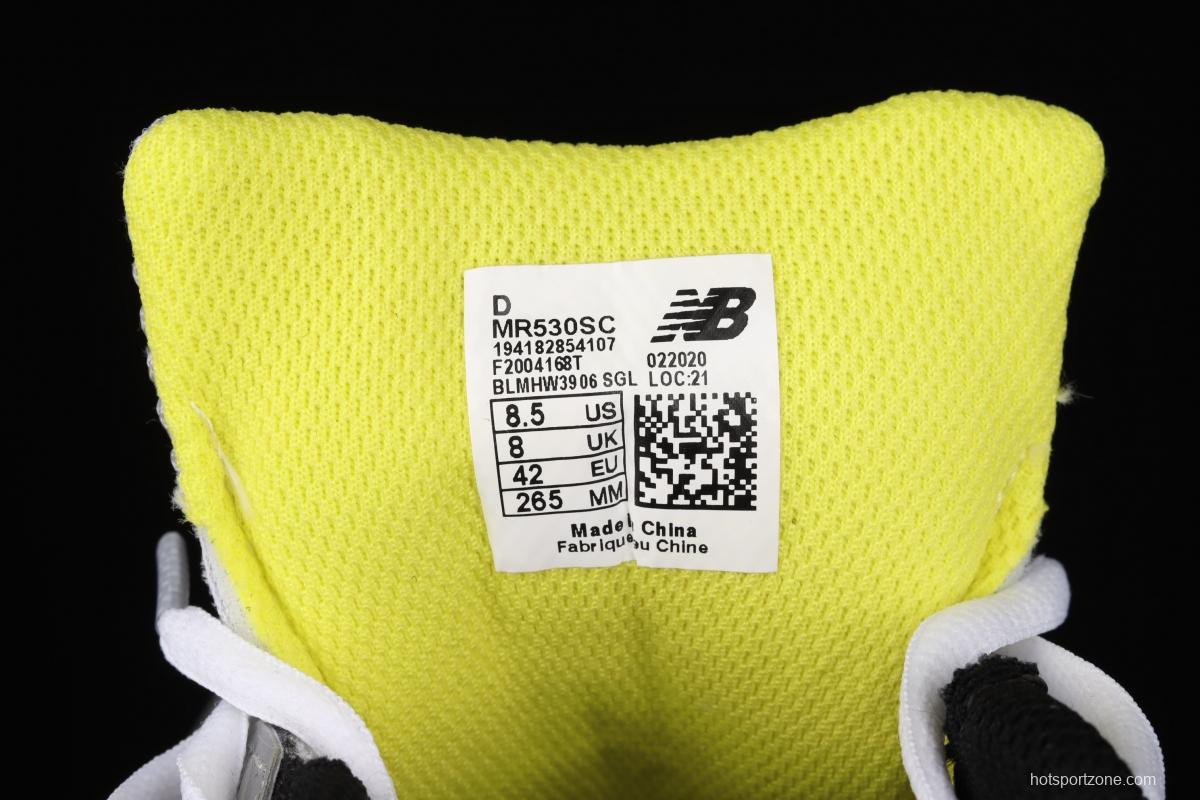 D
NB
MR530SC
194182854107
F2004168T 022020
BLMHW3906 SGL LOC:21
8.5 US
8 UK
42 EU
265 MM
Made China
Fabrique Chine
hotsportzone.com